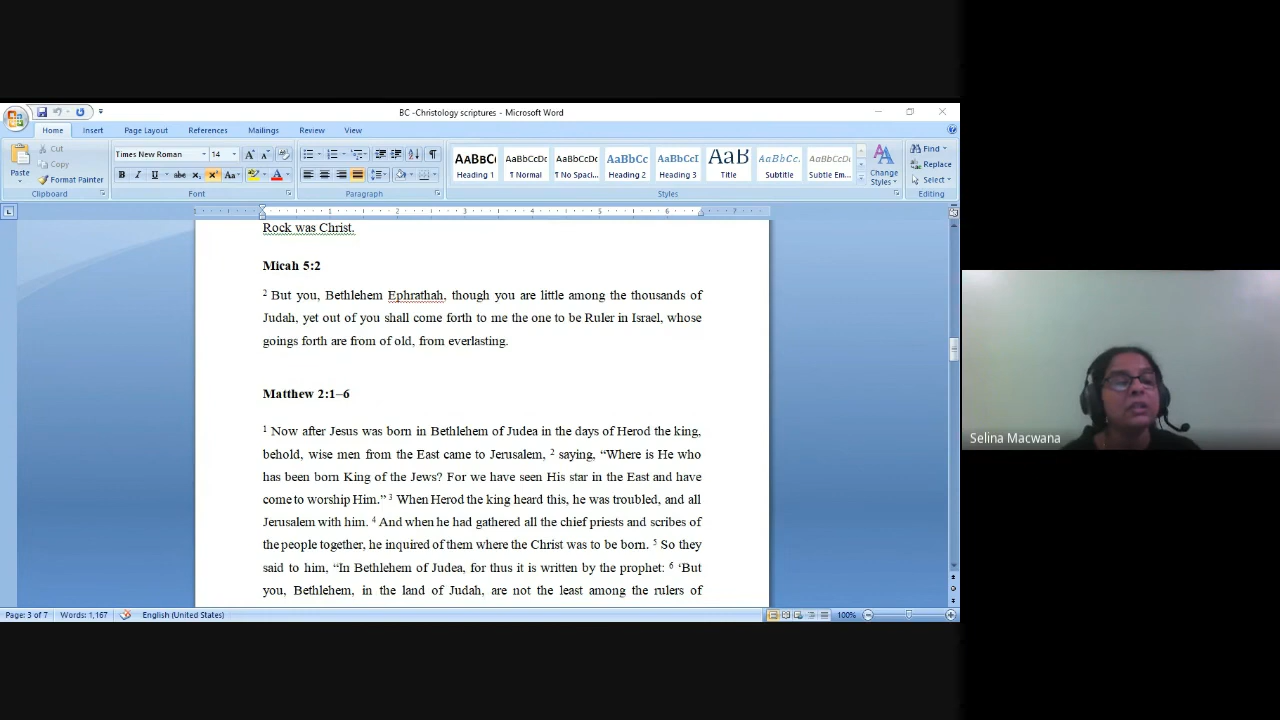 BC -Christology scriptures - Microsoft Word
Home Insert Page Layout References Mailings Review View
Cut
Copy
Format Painter
Paste
Clipboard
Times New Roman 14
Font
Paragraph
AaBbC( AaBbCcDc AaBbCcDc AaBbCc AaBbCcI AaB AaBbCc. AaBbCcDi
Heading 1 ¶ Normal ¶ No Spaci... Heading 2 Heading 3 Title Subtitle Subtle Em...
Styles
Change Styles
Find
Replace
Select
Editing
Rock was Christ.
Micah 5:2
2 But you, Bethlehem Ephrathah, though you are little among the thousands of
Judah, yet out of you shall come forth to me the one to be Ruler in Israel, whose
goings forth are from of old, from everlasting.
Matthew 2:1–6
1 Now after Jesus was born in Bethlehem of Judea in the days of Herod the king,
behold, wise men from the East came to Jerusalem, 2 saying, “Where is He who
has been born King of the Jews? For we have seen His star in the East and have
come to worship Him.” 3 When Herod the king heard this, he was troubled, and all
Jerusalem with him. 4 And when he had gathered all the chief priests and scribes of
the people together, he inquired of them where the Christ was to be born. 5 So they
said to him, “In Bethlehem of Judea, for thus it is written by the prophet: 6 ‘But
you, Bethlehem, in the land of Judah, are not the least among the rulers of
Page: 3 of 7 Words: 1,167 English (United States) 100%
Selina Macwana